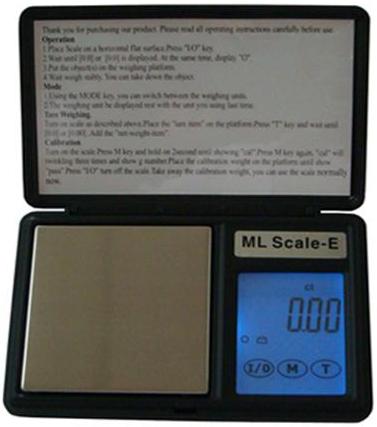 Thank you for purchasing our product. Please read all operating instructions carefully before use.
Operation
1.Place Scale on a horizontal flat surface.Press "I/O" key.
2.Wait until [0.0] or [0.0] is displayed. At the same time, display "O".
3.Put the object(s) on the weighing platform.
4.Wait weigh stably. You can take down the object.
Mode
1.Using the MODE key, you can switch between the weighing units.
2.The weighing unit be displayed rest with the unit you using last time.
Tare Weighing.
Turn on scale as described above.Place the "tare item" on the platform.Press "T" key and wait until
[0.0] or [0.00]. Add the "net-weight-item".
Calibration
Turn on the scale.Press M key and hold on 2second until showing "cal".Press M key again, "cal" will
twinkling three times and show g number.Place the calibration weight on the platform until show
"pass".Press "I/O" turn off the scale.Take away the calibration weight, you can use the scale normally
now.
ML Scale-E
ct
0.00
I/O M T